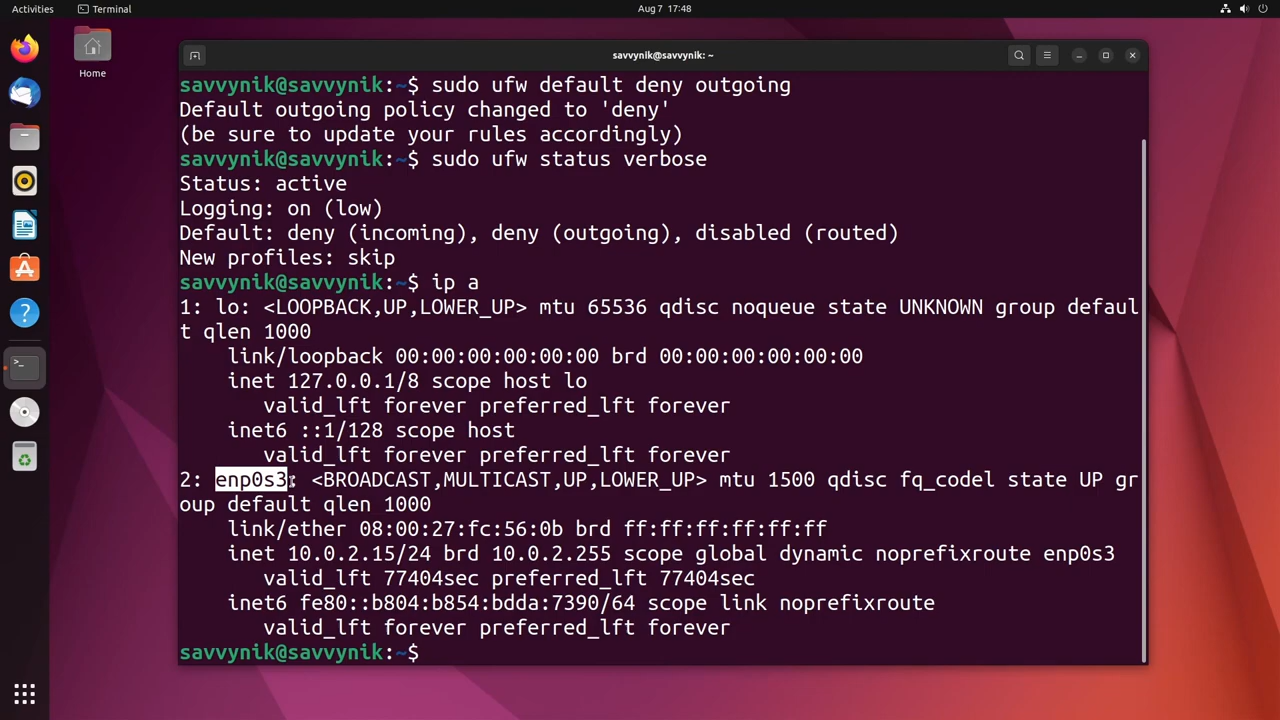 Activities
Terminal
Aug 7 17:48
Home
savvynik@savvynik: ~
savvynik@savvynik:~$ sudo ufw default deny outgoing
Default outgoing policy changed to 'deny'
(be sure to update your rules accordingly)
savvynik@savvynik:~$ sudo ufw status verbose
Status: active
Logging: on (low)
Default: deny (incoming), deny (outgoing), disabled (routed)
New profiles: skip
savvynik@savvynik:~$ ip a
1: lo: <LOOPBACK,UP,LOWER_UP> mtu 65536 qdisc noqueue state UNKNOWN group defaul
t qlen 1000
    link/loopback 00:00:00:00:00:00 brd 00:00:00:00:00:00
    inet 127.0.0.1/8 scope host lo
       valid_lft forever preferred_lft forever
    inet6 ::1/128 scope host
       valid_lft forever preferred_lft forever
2: enp0s3: <BROADCAST,MULTICAST,UP,LOWER_UP> mtu 1500 qdisc fq_codel state UP gr
oup default qlen 1000
    link/ether 08:00:27:fc:56:0b brd ff:ff:ff:ff:ff:ff
    inet 10.0.2.15/24 brd 10.0.2.255 scope global dynamic noprefixroute enp0s3
       valid_lft 77404sec preferred_lft 77404sec
    inet6 fe80::b804:b854:bdda:7390/64 scope link noprefixroute
       valid_lft forever preferred_lft forever
savvynik@savvynik:~$